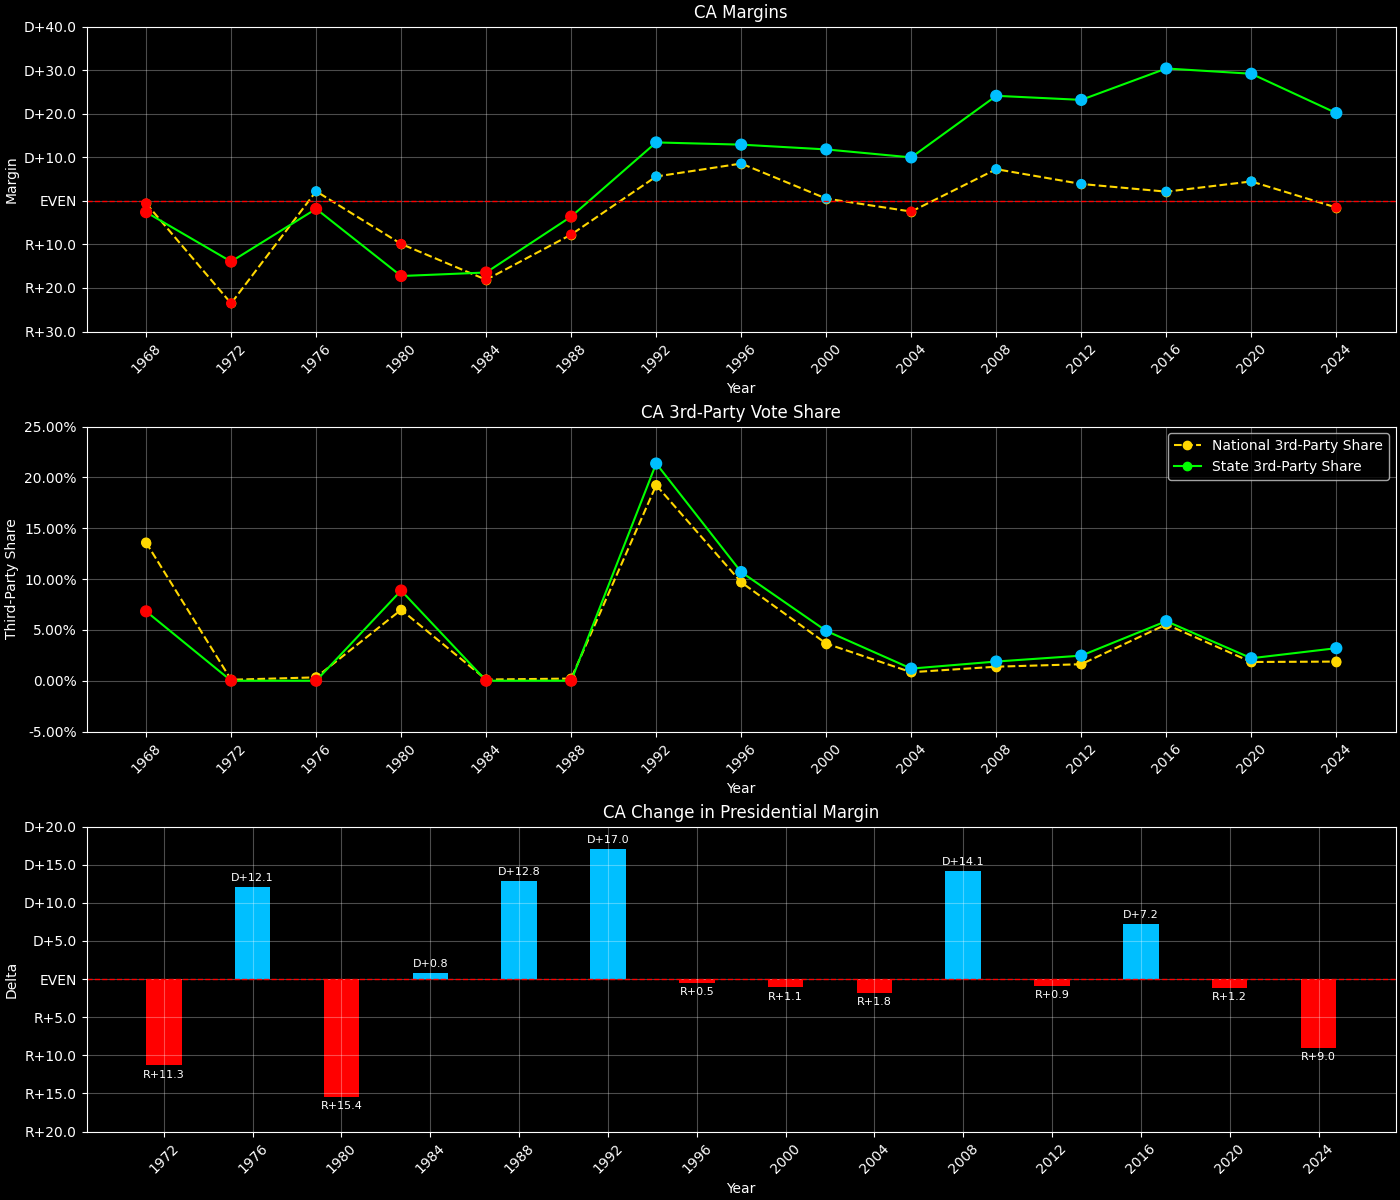 CA Margins
D+40.0
D+30.0
D+20.0
D+10.0
EVEN
R+10.0
R+20.0
R+30.0
Margin
1968 1972 1976 1980 1984 1988 1992 1996 2000 2004 2008 2012 2016 2020 2024
Year
CA 3rd-Party Vote Share
25.00%
20.00%
15.00%
10.00%
5.00%
0.00%
-5.00%
Third-Party Share
National 3rd-Party Share
State 3rd-Party Share
1968 1972 1976 1980 1984 1988 1992 1996 2000 2004 2008 2012 2016 2020 2024
Year
CA Change in Presidential Margin
D+20.0
D+15.0
D+10.0
D+5.0
EVEN
R+5.0
R+10.0
R+15.0
R+20.0
Delta
R+11.3
D+12.1
R+15.4
D+0.8
D+12.8
D+17.0
R+0.5
R+1.1
R+1.8
D+14.1
R+0.9
D+7.2
R+1.2
R+9.0
1972 1976 1980 1984 1988 1992 1996 2000 2004 2008 2012 2016 2020 2024
Year